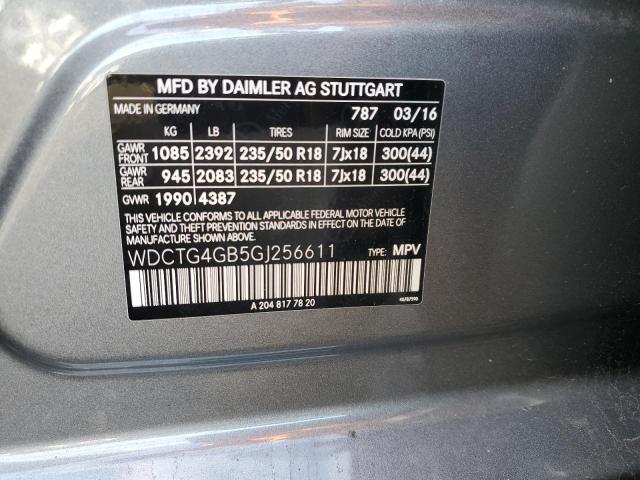 MFD BY DAIMLER AG STUTTGART
MADE IN GERMANY 787 03/16
KG LB TIRES RIM SIZE COLD KPA (PSI)
GAWR FRONT 1085 2392 235/50 R18 7Jx18 300(44)
GAWR REAR 945 2083 235/50 R18 7Jx18 300(44)
GVWR 1990 4387
THIS VEHICLE CONFORMS TO ALL APPLICABLE FEDERAL MOTOR VEHICLE
SAFETY AND THEFT PREVENTION STANDARDS IN EFFECT ON THE DATE
OF MANUFACTURE SHOWN ABOVE.
WDCTG4GB5GJ256611 TYPE: MPV
A 204 817 78 20